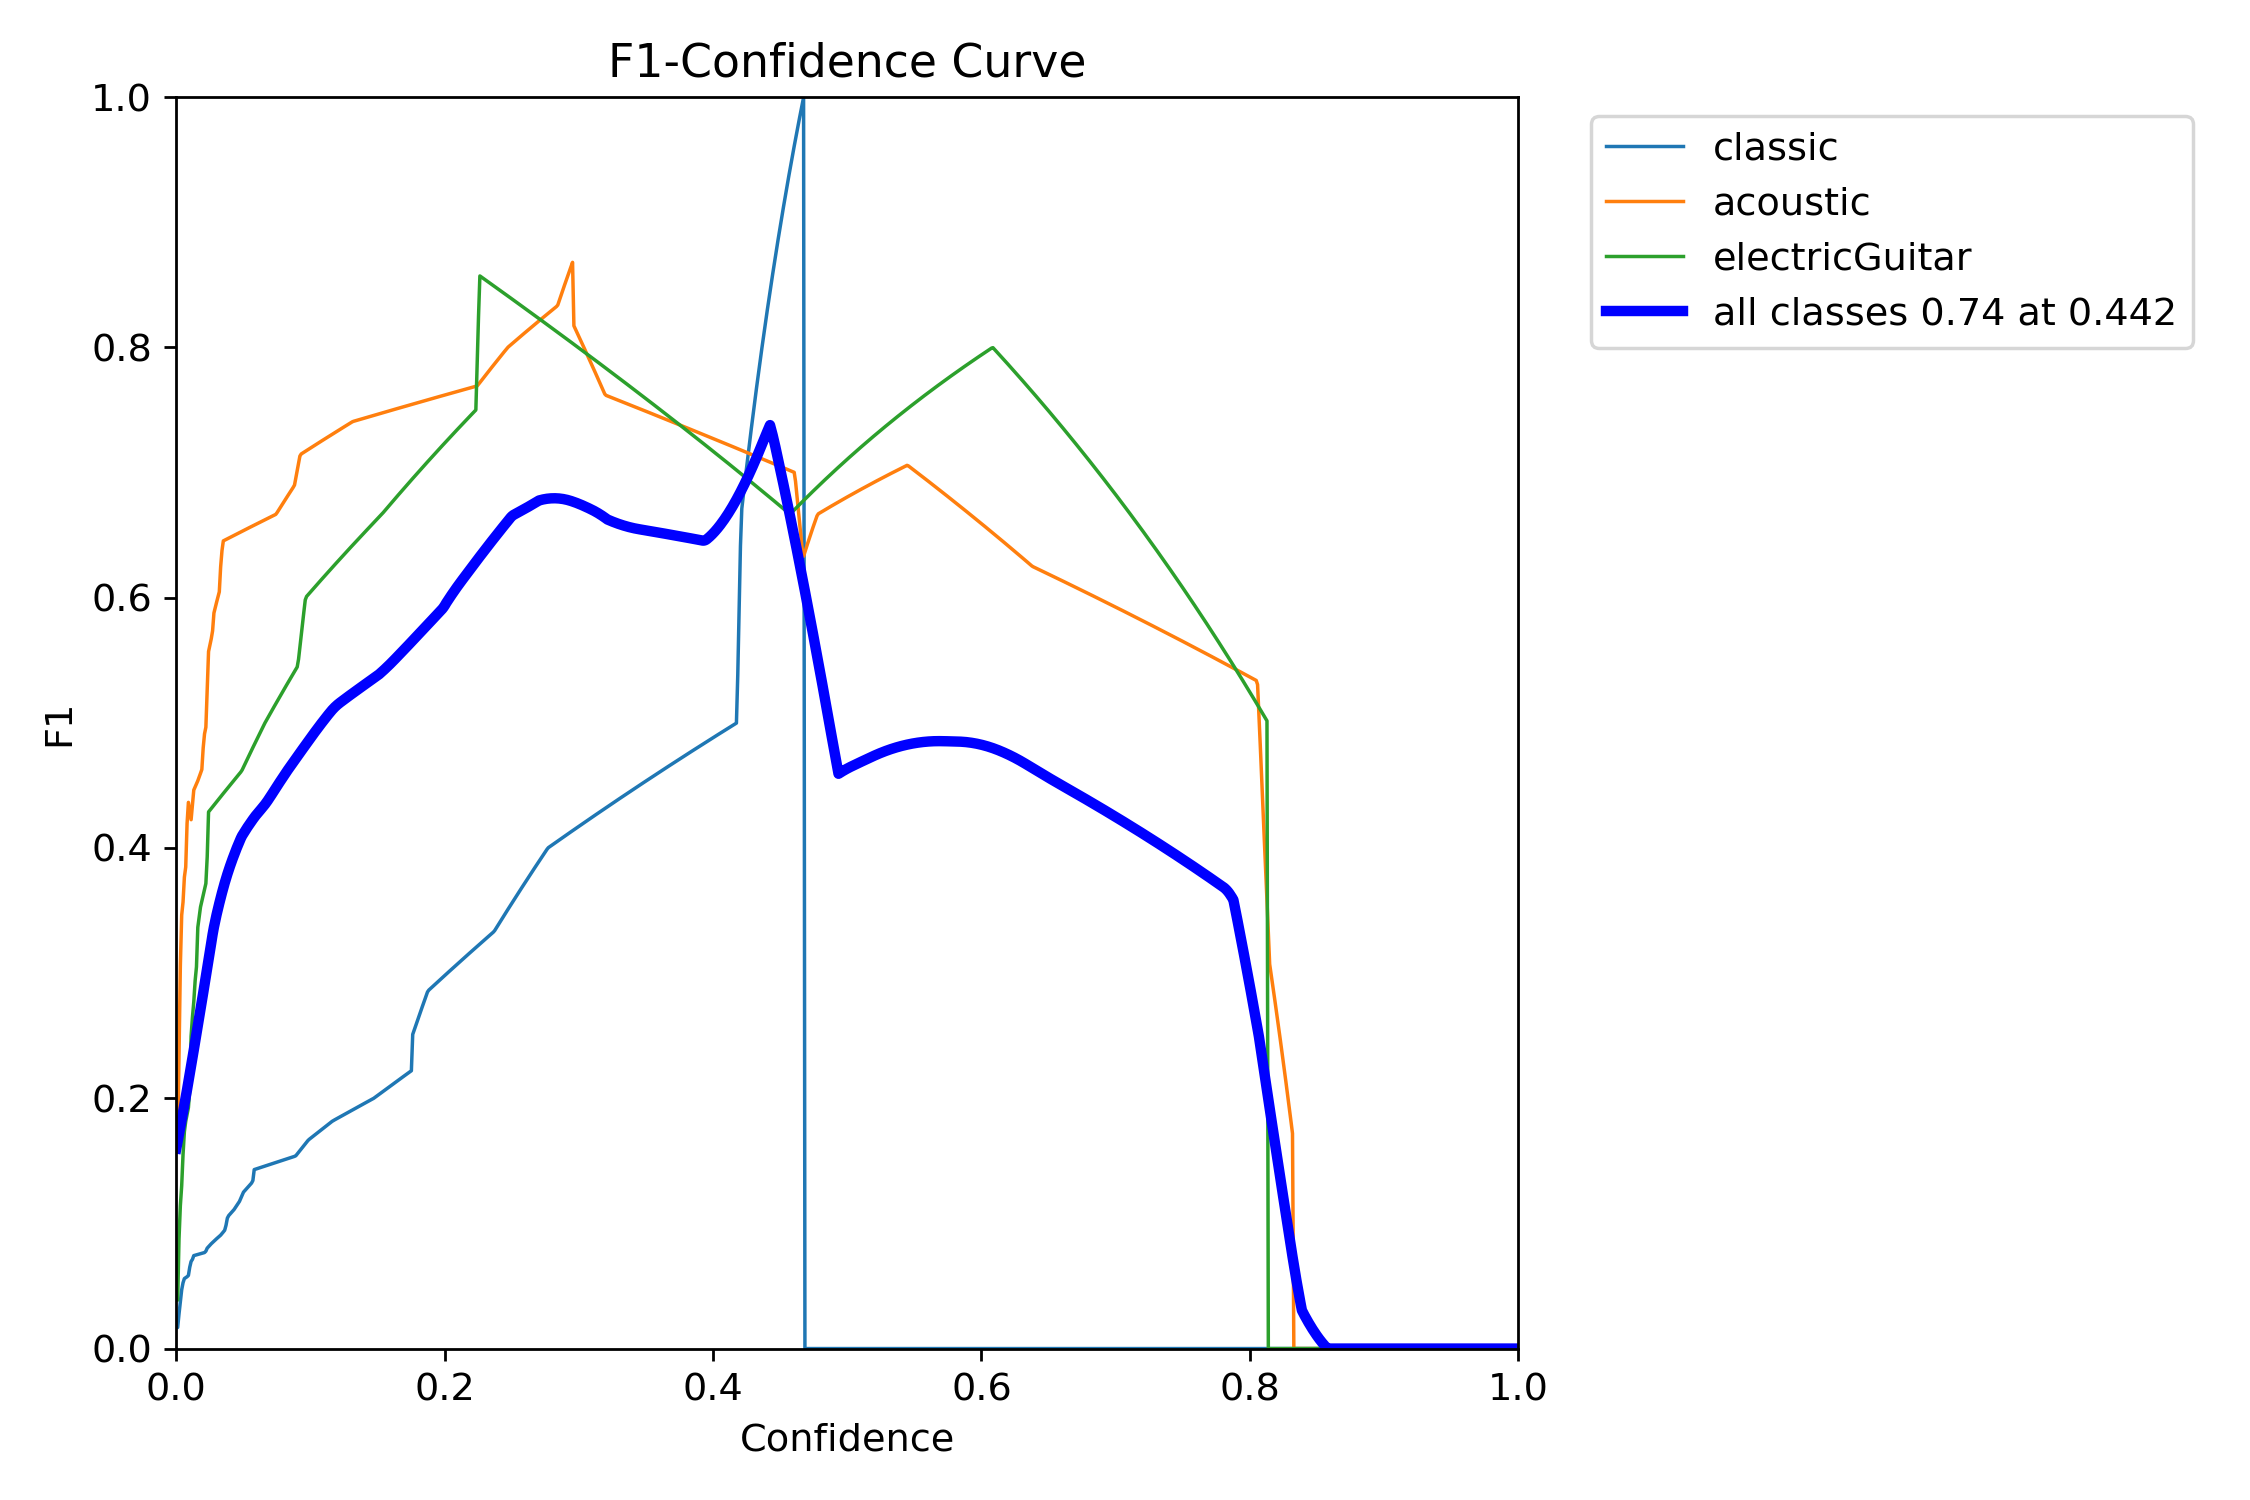 F1-Confidence Curve
classic
acoustic
electricGuitar
all classes 0.74 at 0.442
F1
1.0
0.8
0.6
0.4
0.2
0.0
0.0 0.2 0.4 0.6 0.8 1.0
Confidence